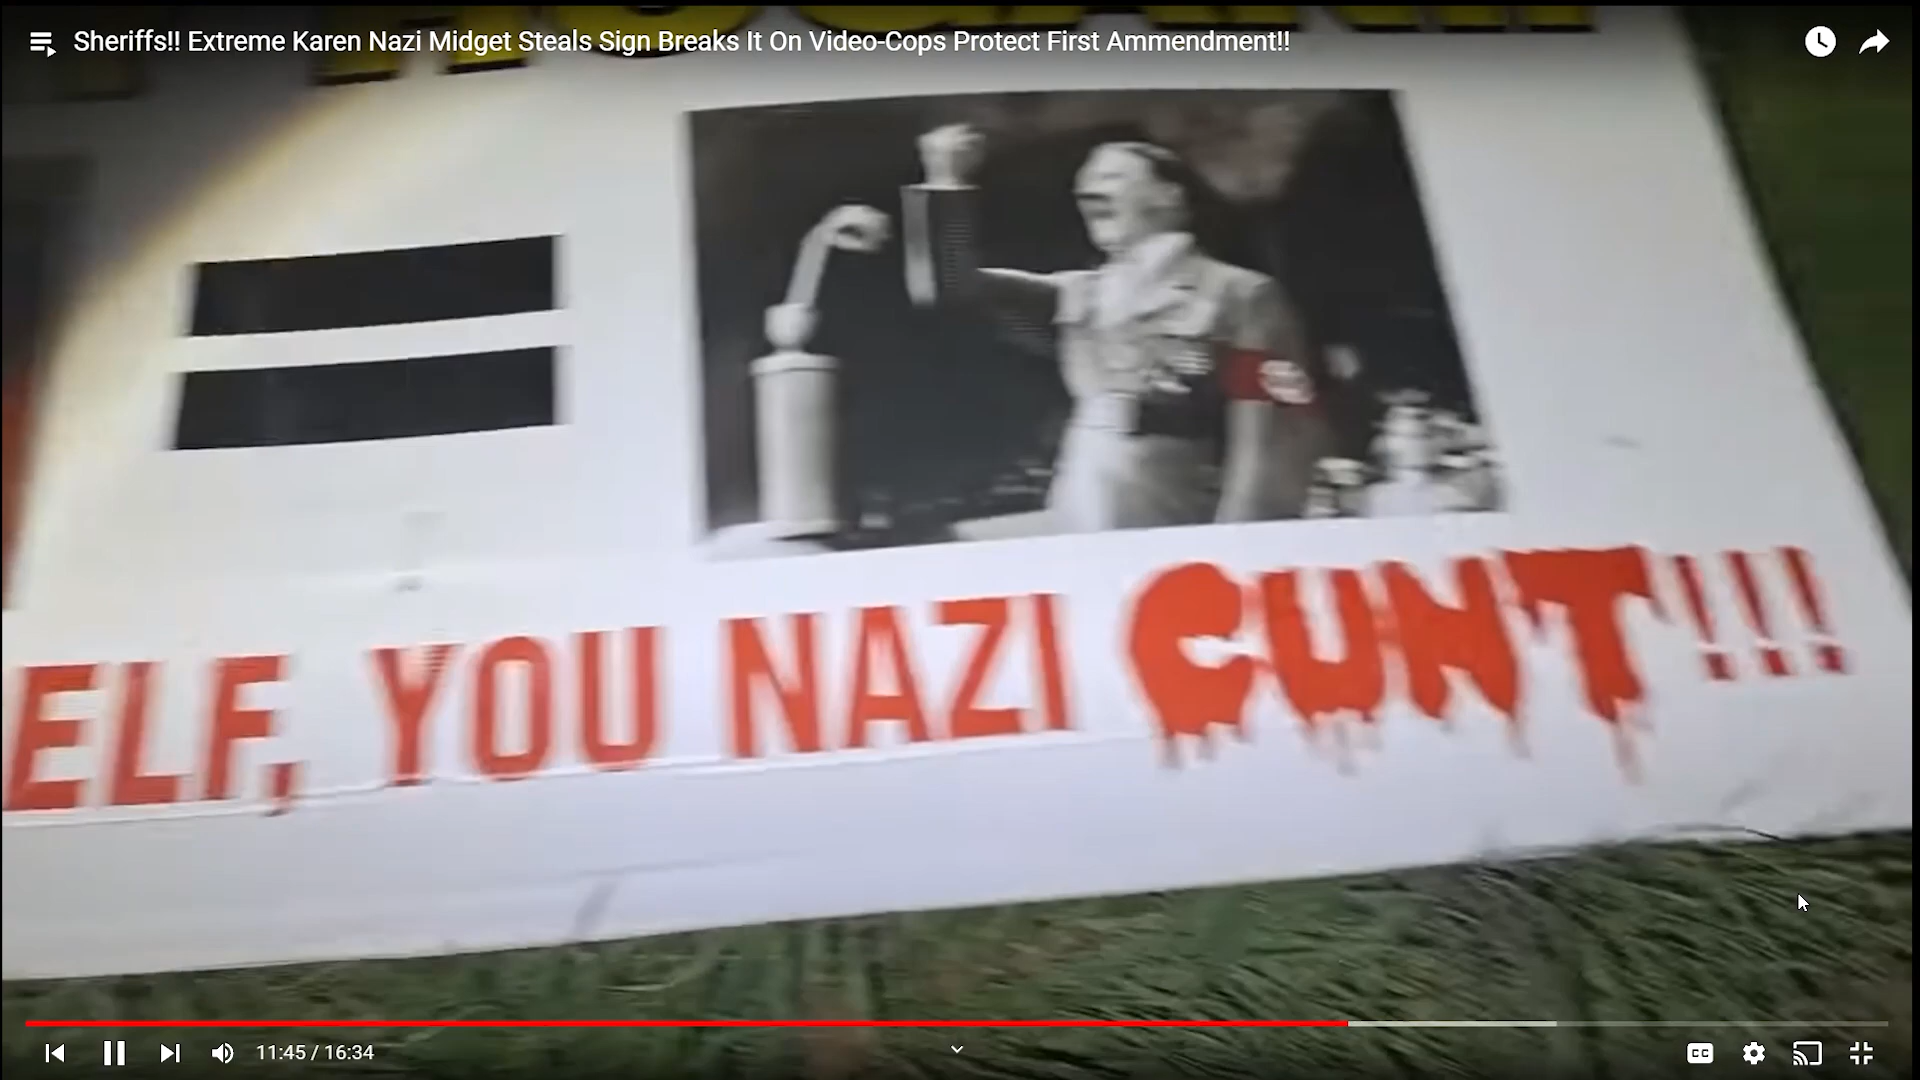 Sheriffs!! Extreme Karen Nazi Midget Steals Sign Breaks It On Video-Cops Protect First Ammendment!!
ELF, YOU NAZI CUNT!!!
11:45 / 16:34
CC